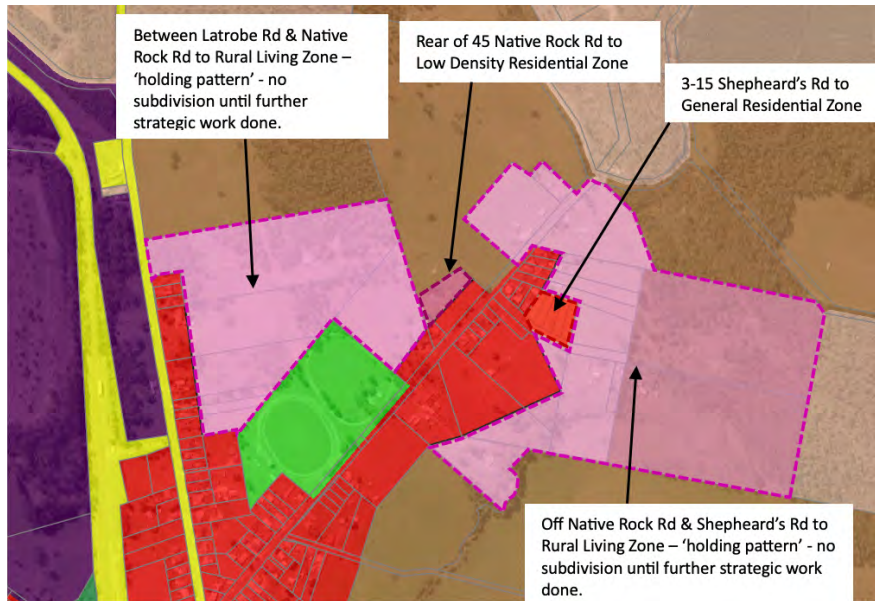 Between Latrobe Rd & Native
Rock Rd to Rural Living Zone –
‘holding pattern’ - no
subdivision until further
strategic work done.
Rear of 45 Native Rock Rd to
Low Density Residential Zone
3-15 Shepheard’s Rd to
General Residential Zone
Off Native Rock Rd & Shepheard’s Rd to
Rural Living Zone – ‘holding pattern’ - no
subdivision until further strategic work
done.